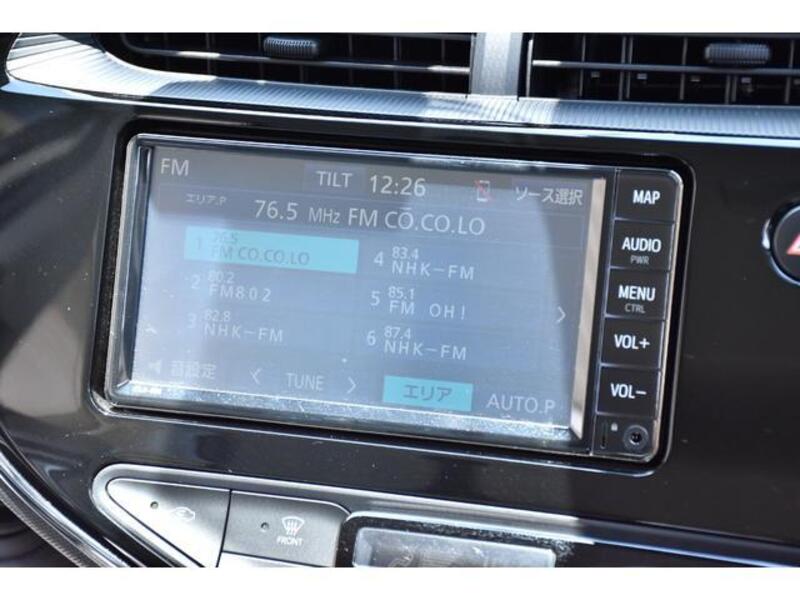 FM
TILT 12:26 ソース選択
エリア.P 76.5 MHz FM CO.CO.LO
1 76.5 FM CO.CO.LO
2 80.2 FM802
3 82.8 NHK-FM
4 83.4 NHK-FM
5 85.1 FM OH!
6 87.4 NHK-FM
音設定 < TUNE > エリア AUTO.P
MAP
AUDIO
PWR
MENU
CTRL
VOL+
VOL-
FRONT